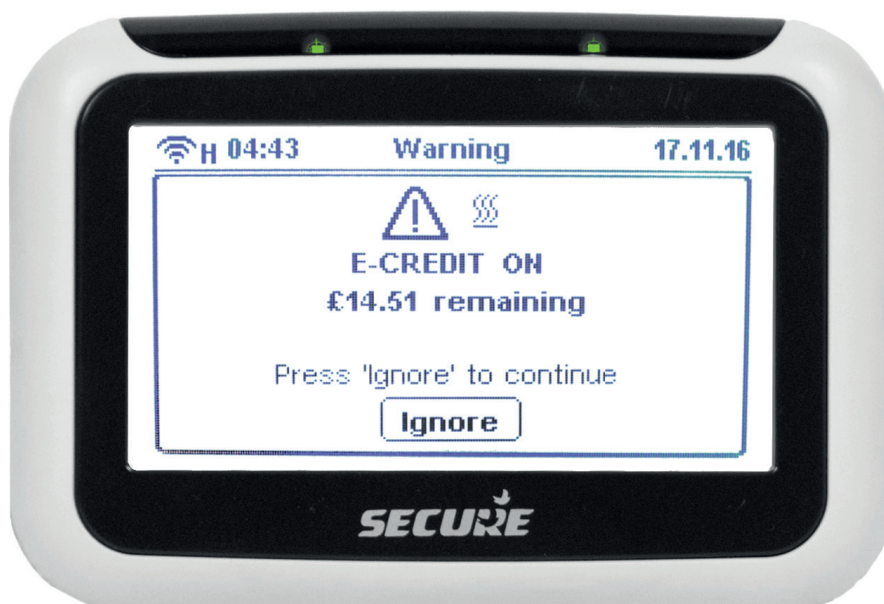 H 04:43 Warning 17.11.16
E-CREDIT ON
£14.51 remaining
Press 'Ignore' to continue
Ignore
SECURE